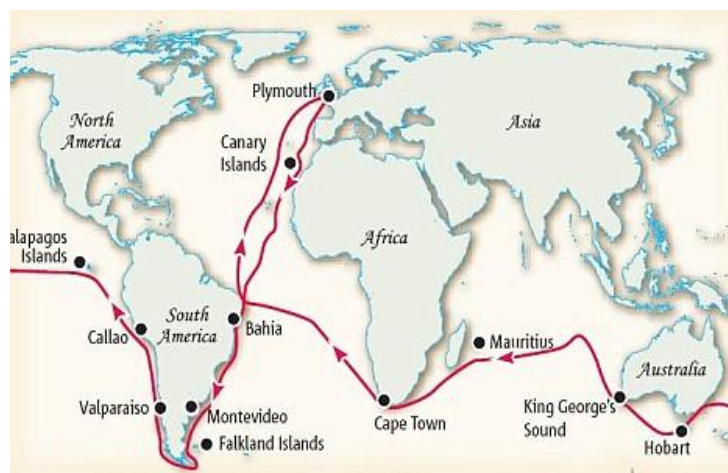 Plymouth
North
America
Asia
Canary
Islands
Africa
alapagos
Islands
South
America
Bahia
Callao
Mauritius
Australia
Valparaiso
Montevideo
Falkland Islands
Cape Town
King George's
Sound
Hobart